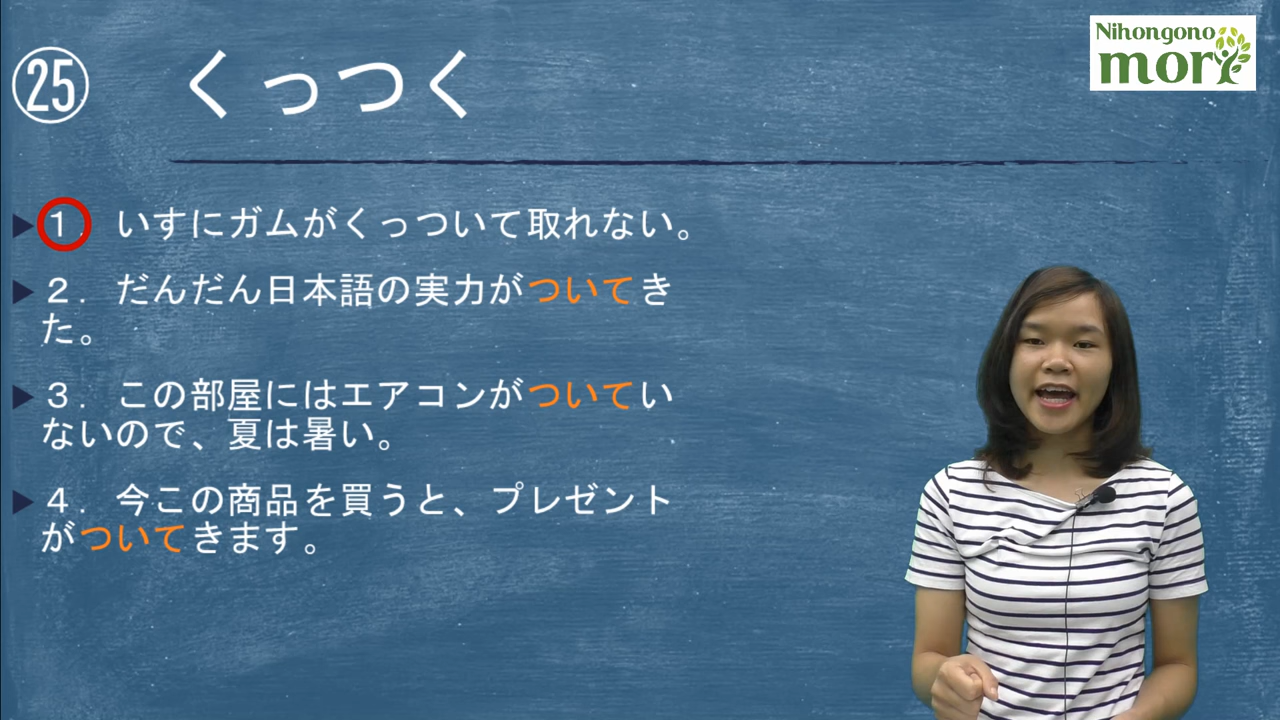 ㉕ くっつく
Nihongono
mori
１． いすにガムがくっついて取れない。
２． だんだん日本語の実力がついてき
た。
３． この部屋にはエアコンがついてい
ないので、夏は暑い。
４． 今この商品を買うと、プレゼント
がついてきます。